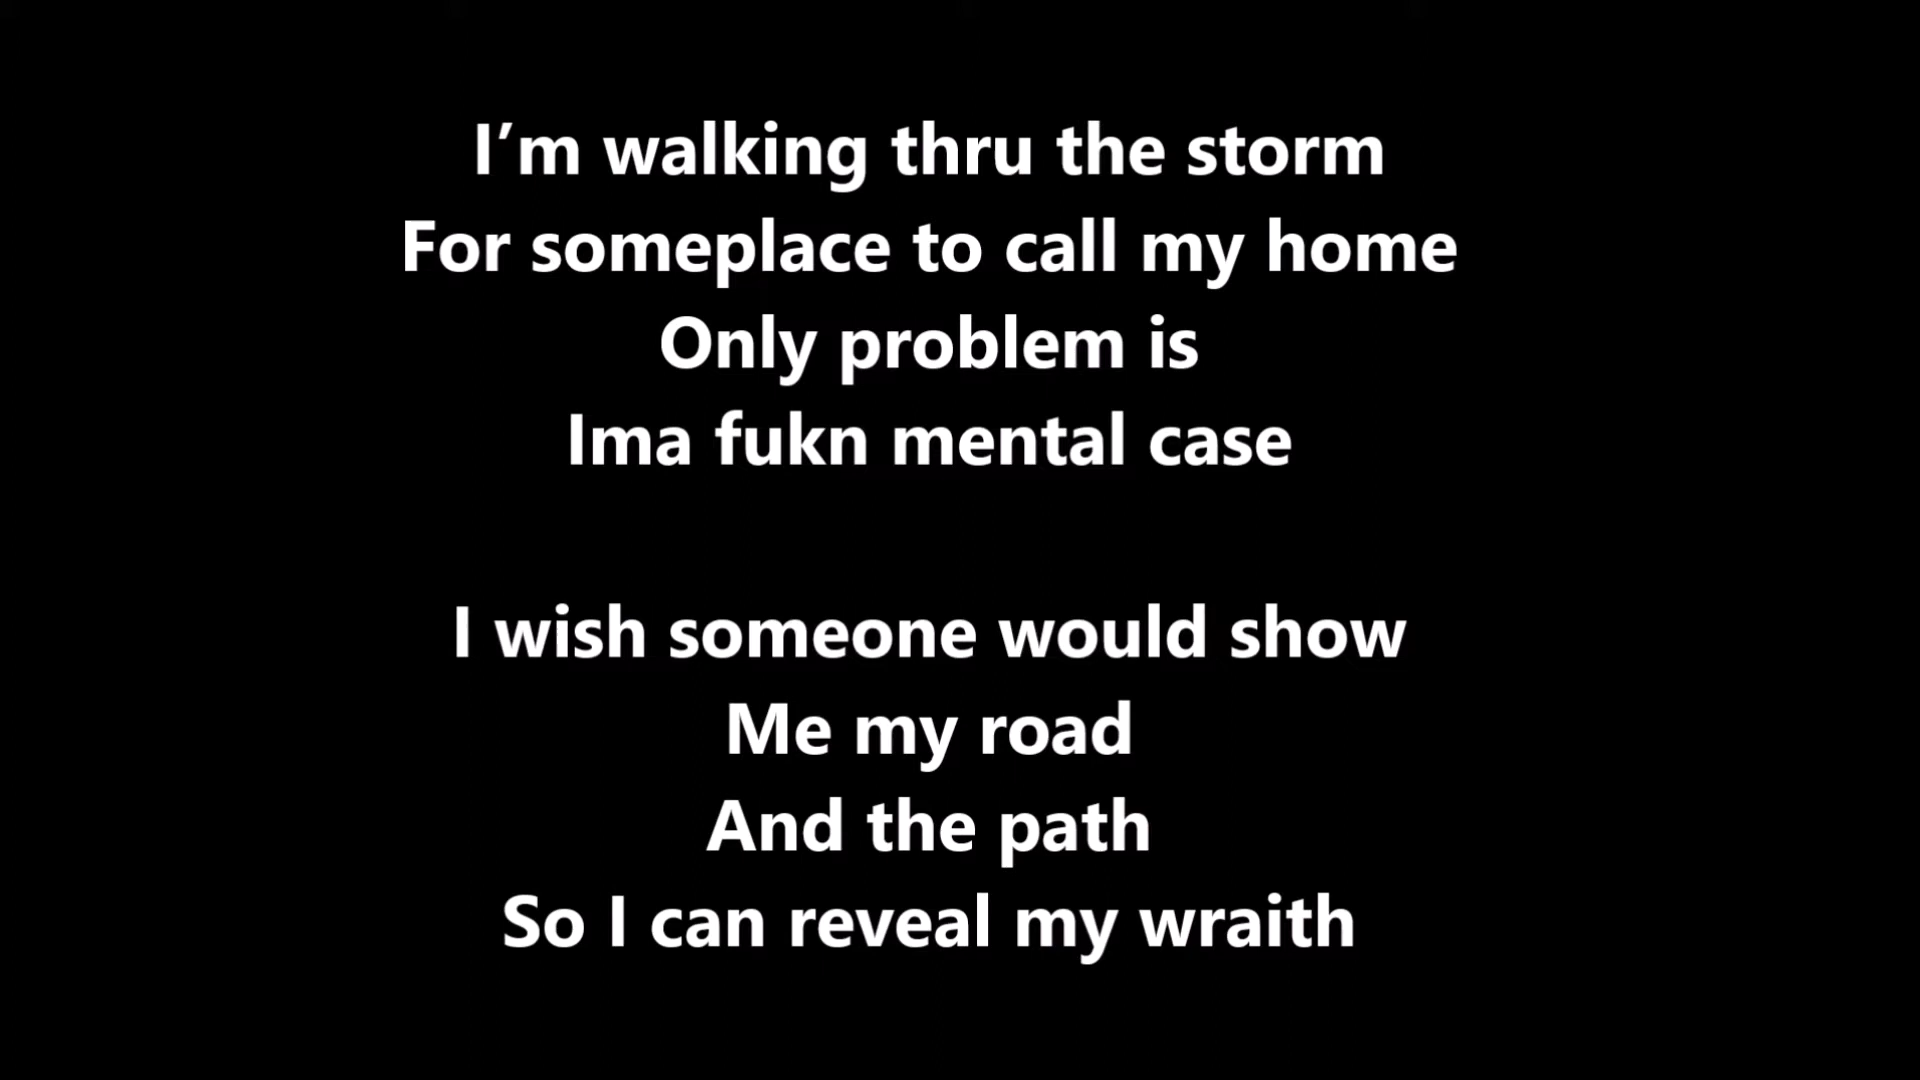 I’m walking thru the storm
For someplace to call my home
Only problem is
Ima fukn mental case
I wish someone would show
Me my road
And the path
So I can reveal my wraith